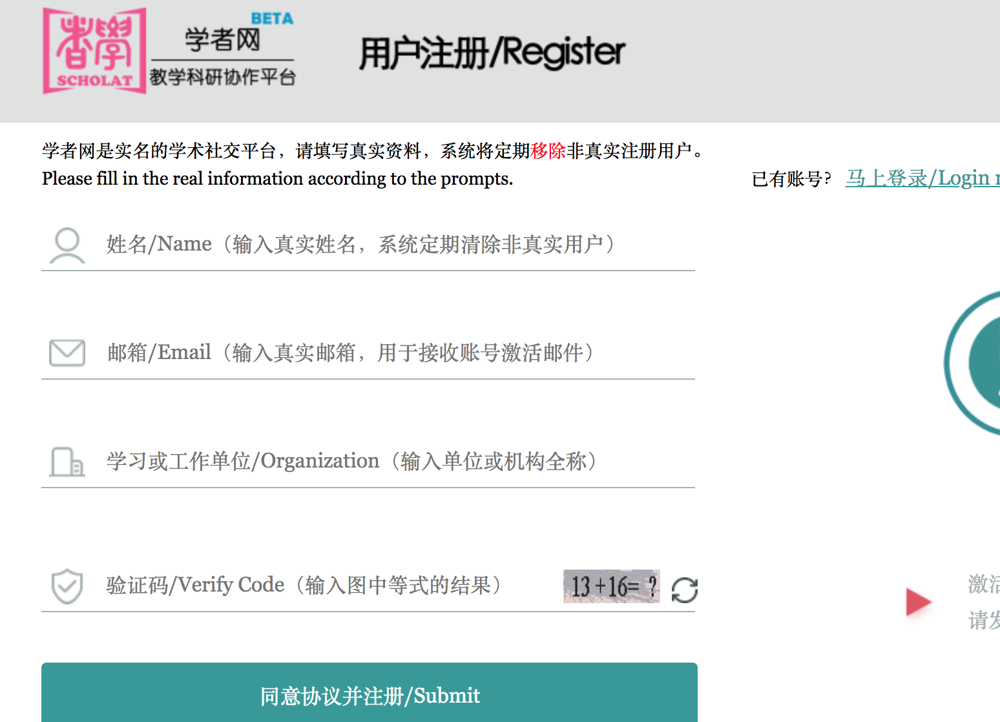 BETA
学者网
SCHOLAT
教学科研协作平台
用户注册/Register
学者网是实名的学术社交平台，请填写真实资料，系统将定期移除非真实注册用户。
Please fill in the real information according to the prompts.
已有账号？ 马上登录/Login
姓名/Name（输入真实姓名，系统定期清除非真实用户）
邮箱/Email（输入真实邮箱，用于接收账号激活邮件）
学习或工作单位/Organization（输入单位或机构全称）
验证码/Verify Code（输入图中等式的结果）
13+16= ?
激活
请发
同意协议并注册/Submit